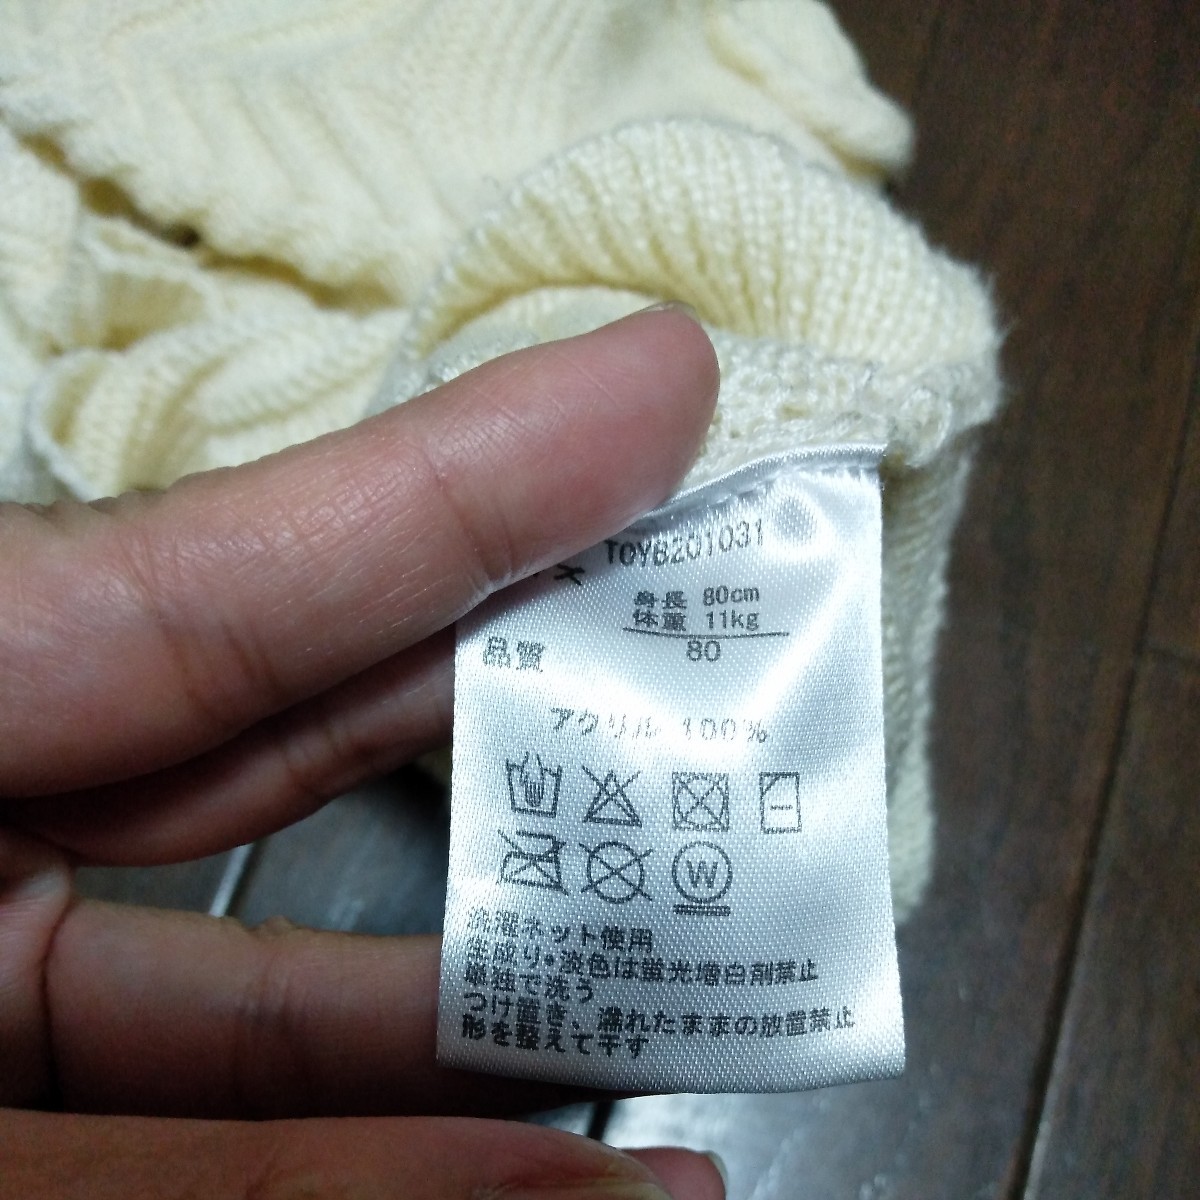 TOYB201031
身長 80cm
体重 11kg
80
品質
アクリル 100%
W
洗濯ネット使用
生成り・淡色は蛍光増白剤禁止
単独で洗う
つけ置き、濡れたままの放置禁止
形を整えて干す